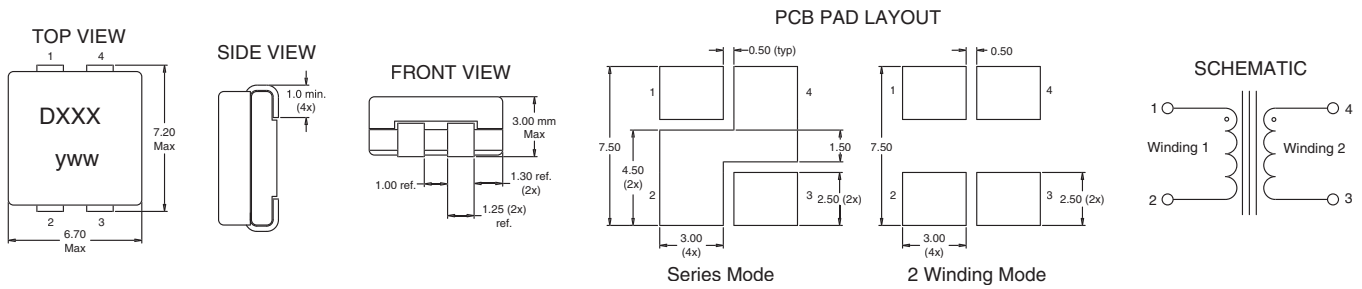 TOP VIEW
1 4
DXXX
yww
7.20
Max
2 3
6.70
Max
SIDE VIEW
1.0 min.
(4x)
FRONT VIEW
3.00 mm
Max
1.00 ref.
1.30 ref.
(2x)
1.25 (2x)
ref.
PCB PAD LAYOUT
0.50 (typ)
1
4
7.50
4.50
(2x)
1.50
2
3
2.50 (2x)
3.00
(4x)
Series Mode
0.50
1
4
7.50
2
3
2.50 (2x)
3.00
(4x)
2 Winding Mode
SCHEMATIC
1 4
Winding 1 Winding 2
2 3